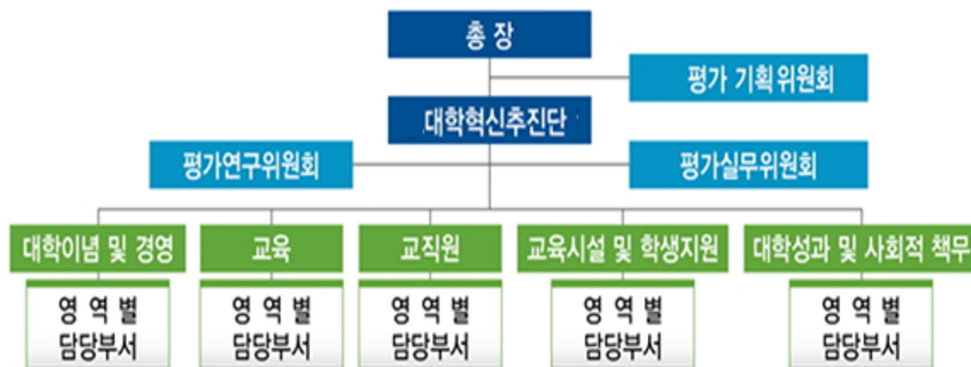 총 장
평가 기획위원회
대학혁신추진단
평가연구위원회
평가실무위원회
대학이념 및 경영
교육
교직원
교육시설 및 학생지원
대학성과 및 사회적 책무
영 역 별
담당부서
영 역 별
담당부서
영 역 별
담당부서
영 역 별
담당부서
영 역 별
담당부서